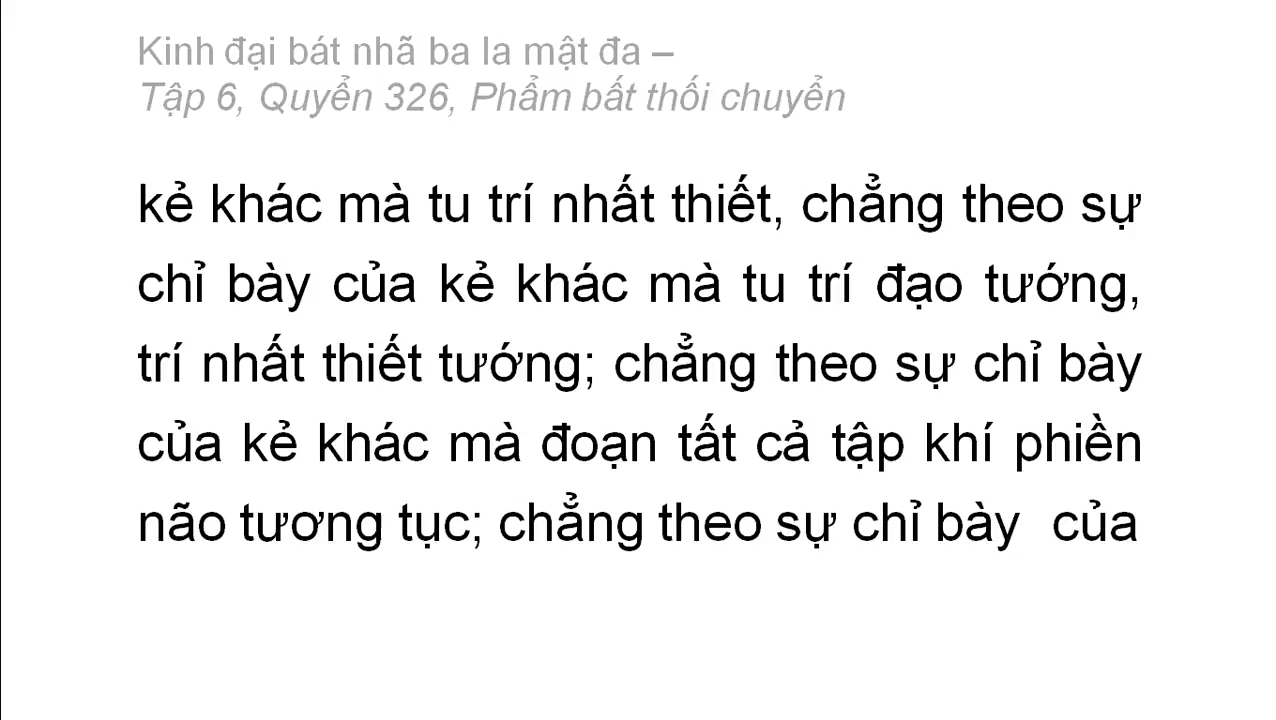 Kinh đại bát nhã ba la mật đa –
Tập 6, Quyển 326, Phẩm bất thối chuyển
kẻ khác mà tu trí nhất thiết, chẳng theo sự
chỉ bày của kẻ khác mà tu trí đạo tướng,
trí nhất thiết tướng; chẳng theo sự chỉ bày
của kẻ khác mà đoạn tất cả tập khí phiền
não tương tục; chẳng theo sự chỉ bày  của